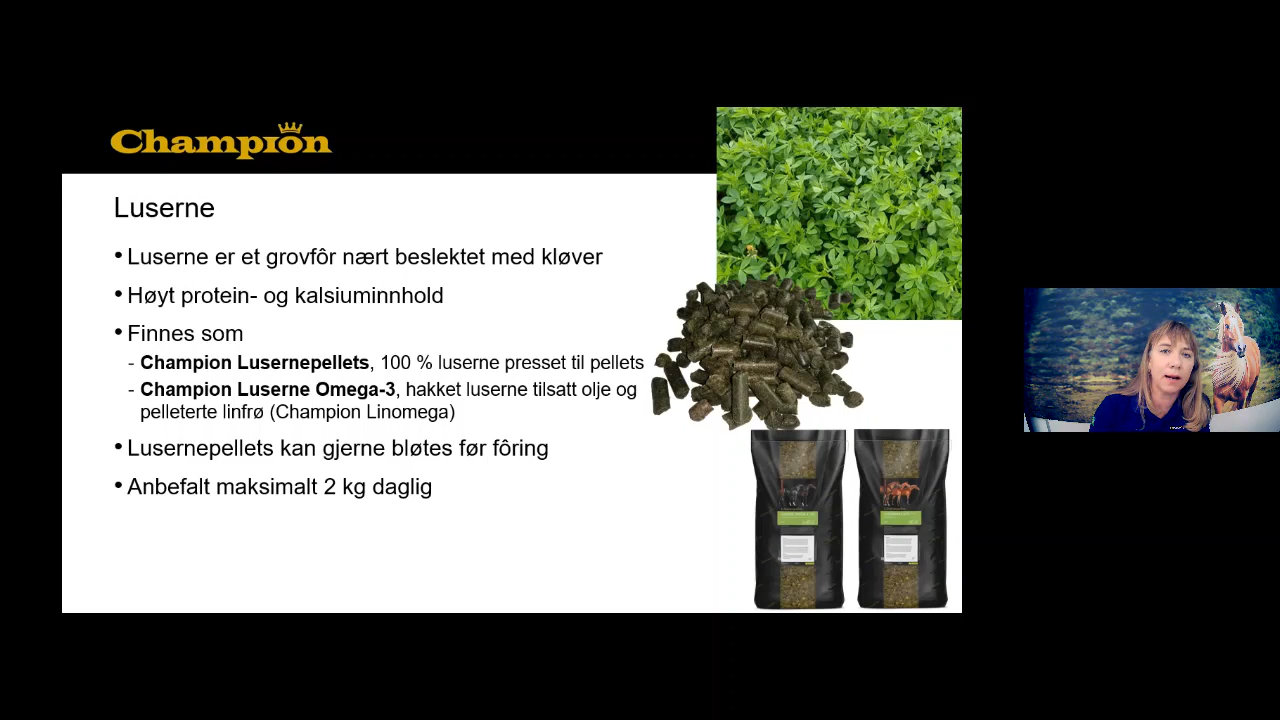 Champion
Luserne
• Luserne er et grovfôr nært beslektet med kløver
• Høyt protein- og kalsiuminnhold
• Finnes som
- Champion Lusernepellets, 100 % luserne presset til pellets
- Champion Luserne Omega-3, hakket luserne tilsatt olje og
pelleterte linfrø (Champion Linomega)
• Lusernepellets kan gjerne bløtes før fôring
• Anbefalt maksimalt 2 kg daglig